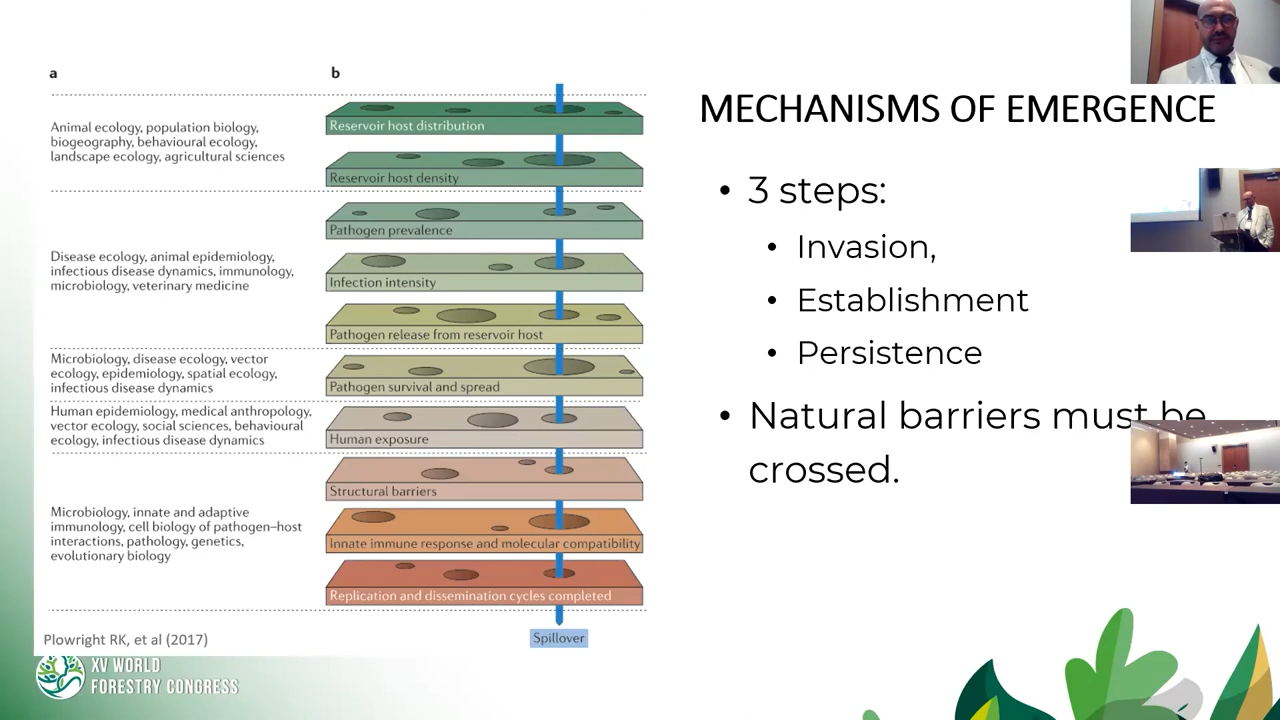 a
b
Animal ecology, population biology,
biogeography, behavioural ecology,
landscape ecology, agricultural sciences
Reservoir host distribution
Reservoir host density
Disease ecology, animal epidemiology,
infectious disease dynamics, immunology,
microbiology, veterinary medicine
Pathogen prevalence
Infection intensity
Pathogen release from reservoir host
Microbiology, disease ecology, vector
ecology, epidemiology, spatial ecology,
infectious disease dynamics
Pathogen survival and spread
Human epidemiology, medical anthropology,
vector ecology, social sciences, behavioural
ecology, infectious disease dynamics
Human exposure
Microbiology, innate and adaptive
immunology, cell biology of pathogen–host
interactions, pathology, genetics,
evolutionary biology
Structural barriers
Innate immune response and molecular compatibility
Replication and dissemination cycles completed
Spillover
Plowright RK, et al (2017)
MECHANISMS OF EMERGENCE
• 3 steps:
• Invasion,
• Establishment
• Persistence
• Natural barriers must be
crossed.
XV WORLD
FORESTRY CONGRESS